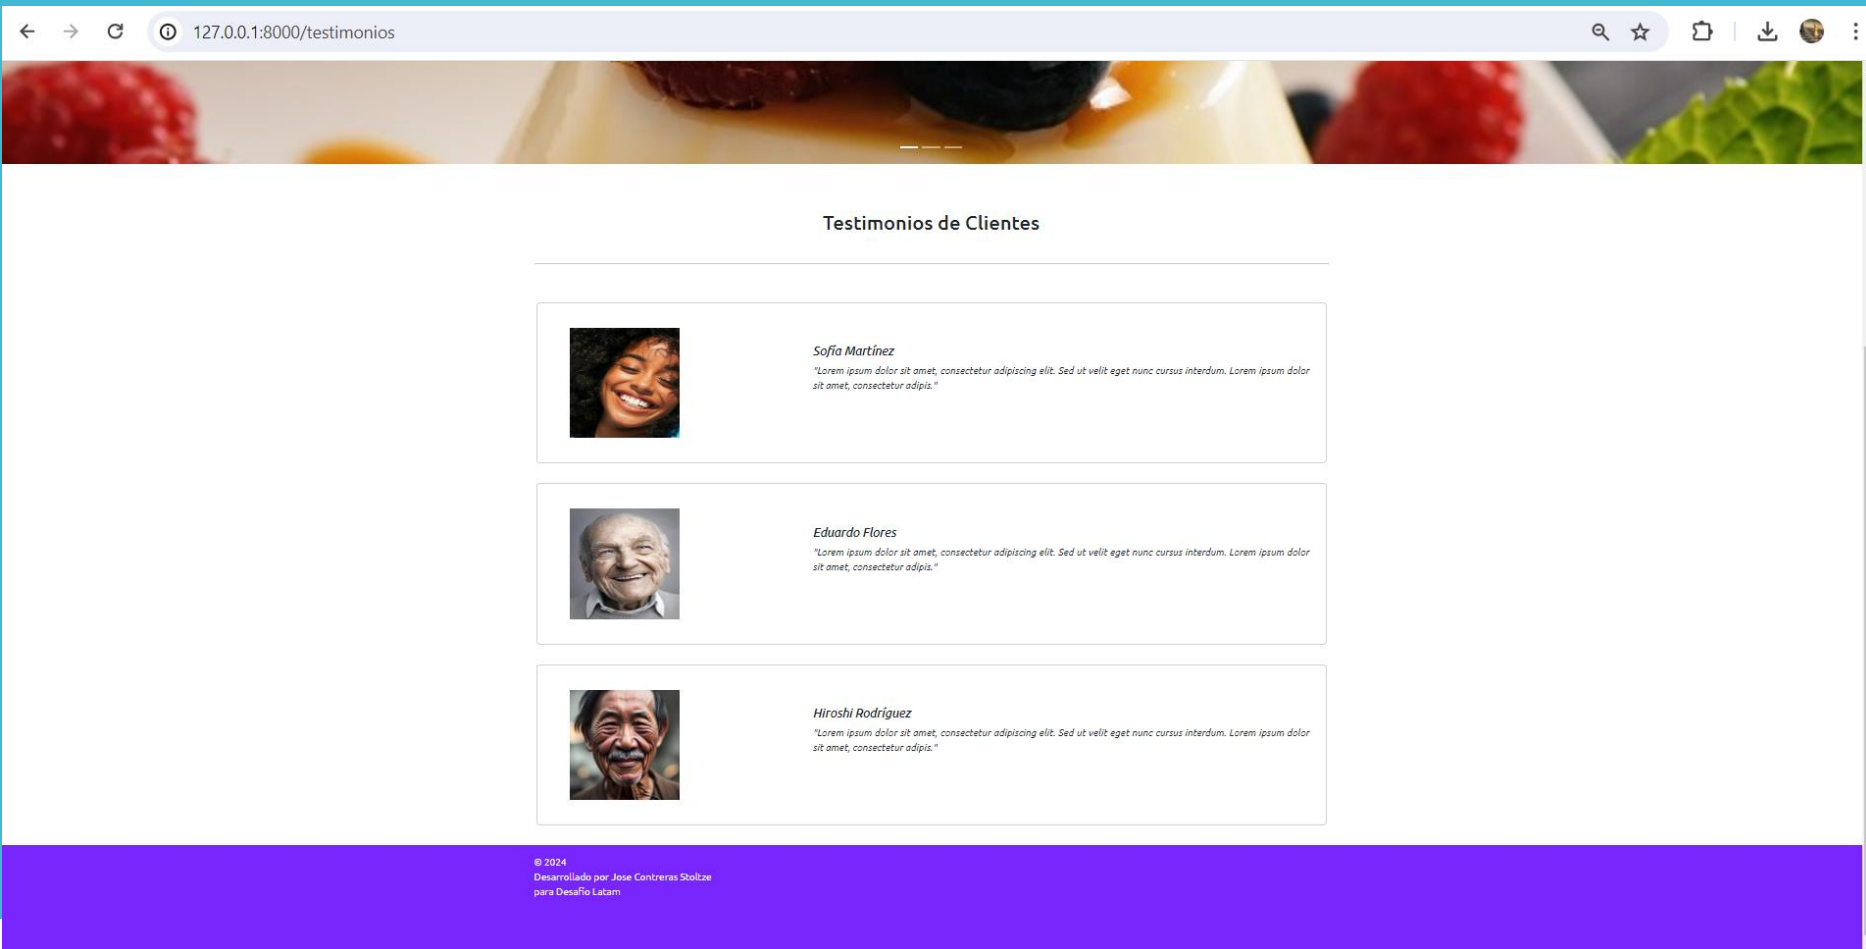 127.0.0.1:8000/testimonios
Testimonios de Clientes
Sofía Martínez
"Lorem ipsum dolor sit amet, consectetur adipiscing elit. Sed ut velit eget nunc cursus interdum. Lorem ipsum dolor
sit amet, consectetur adipis."
Eduardo Flores
"Lorem ipsum dolor sit amet, consectetur adipiscing elit. Sed ut velit eget nunc cursus interdum. Lorem ipsum dolor
sit amet, consectetur adipis."
Hiroshi Rodríguez
"Lorem ipsum dolor sit amet, consectetur adipiscing elit. Sed ut velit eget nunc cursus interdum. Lorem ipsum dolor
sit amet, consectetur adipis."
© 2024
Desarrollado por Jose Contreras Stoltze
para Desafío Latam